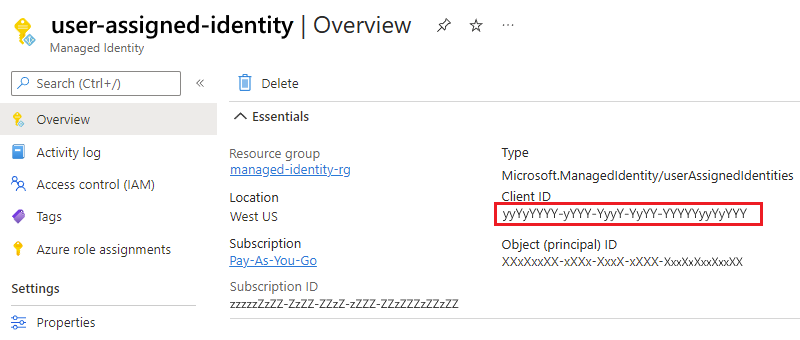 user-assigned-identity | Overview
Managed Identity
Search (Ctrl+/)
Overview
Activity log
Access control (IAM)
Tags
Azure role assignments
Settings
Properties
Delete
Essentials
Resource group
managed-identity-rg
Location
West US
Subscription
Pay-As-You-Go
Subscription ID
zzzzzZzZZ-ZzZZ-ZZzZ-zZZZ-ZZzZZZzZZzZZ
Type
Microsoft.ManagedIdentity/userAssignedIdentities
Client ID
yyYyYYYY-yYYY-YyyY-YyYY-YYYYYyyYyYYY
Object (principal) ID
XXxXxxXX-xXXx-XxxX-xXXX-XxxXxXxxXxxXX